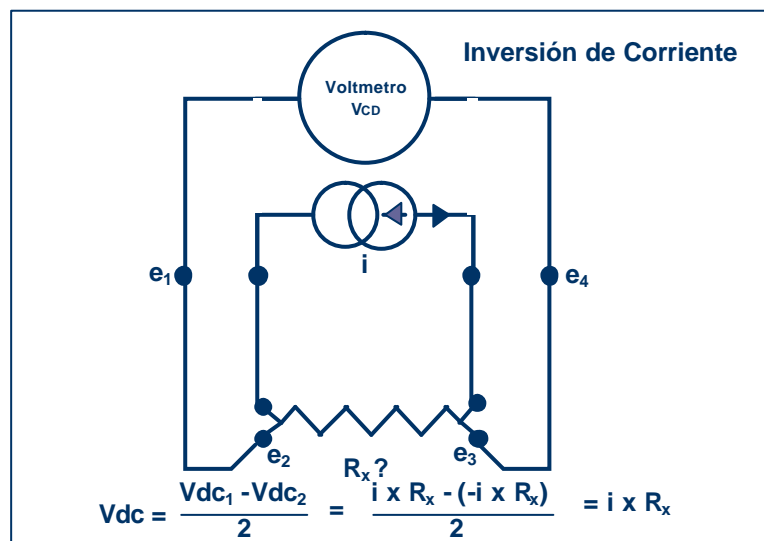 Inversión de Corriente
Voltmetro
VCD
i
e1
e4
e2
e3
Rx?
Vdc = (Vdc1 - Vdc2) / 2 = (i x Rx - (-i x Rx)) / 2 = i x Rx